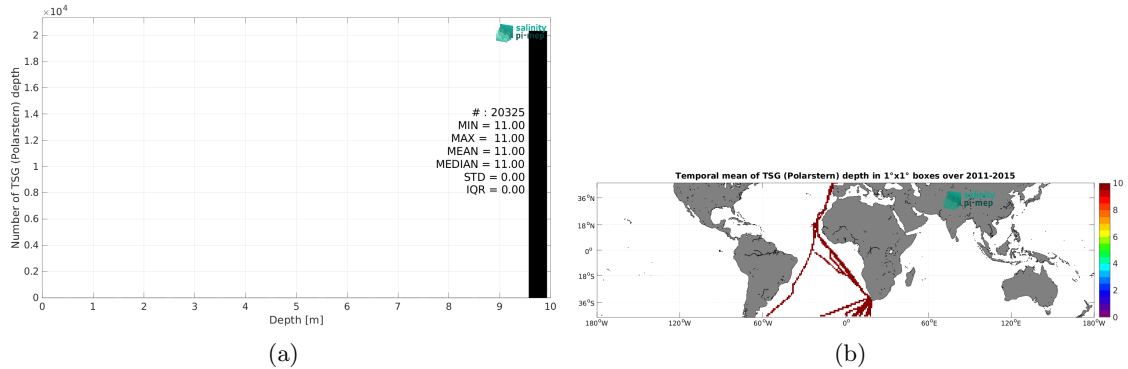 ×10⁴
2
1.8
1.6
1.4
1.2
1
0.8
0.6
0.4
0.2
0
Number of TSG (Polarstern) depth
salinity
pi-mep
# : 20325
MIN = 11.00
MAX = 11.00
MEAN = 11.00
MEDIAN = 11.00
STD = 0.00
IQR = 0.00
0 1 2 3 4 5 6 7 8 9 10
Depth [m]
(a)
Temporal mean of TSG (Polarstern) depth in 1°x1° boxes over 2011-2015
salinity
pi-mep
36°N
18°N
0°
18°S
36°S
180°W 120°W 60°W 0° 60°E 120°E 180°W
10
8
6
4
2
0
(b)